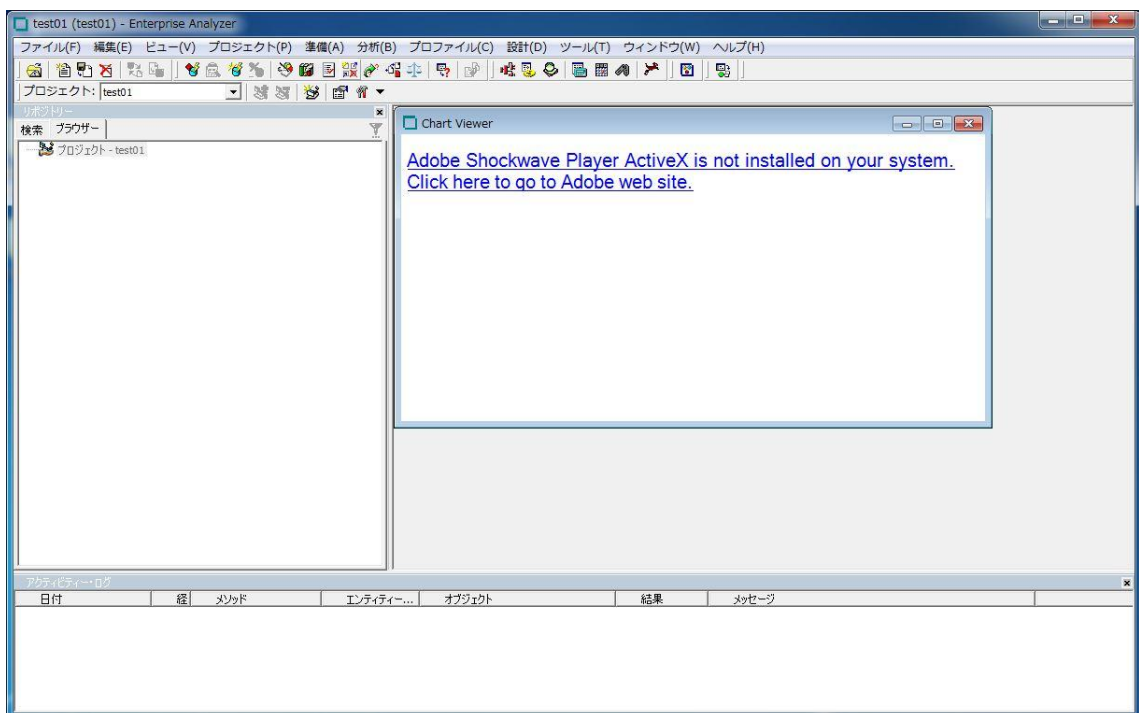 test01 (test01) - Enterprise Analyzer
ファイル(F) 編集(E) ビュー(V) プロジェクト(P) 準備(A) 分析(B) プロファイル(C) 設計(D) ツール(T) ウィンドウ(W) ヘルプ(H)
プロジェクト: test01
リポジトリー
検索 ブラウザー
プロジェクト - test01
Chart Viewer
Adobe Shockwave Player ActiveX is not installed on your system.
Click here to go to Adobe web site.
アクティビティー・ログ
日付 経 メソッド エンティティー... オブジェクト 結果 メッセージ